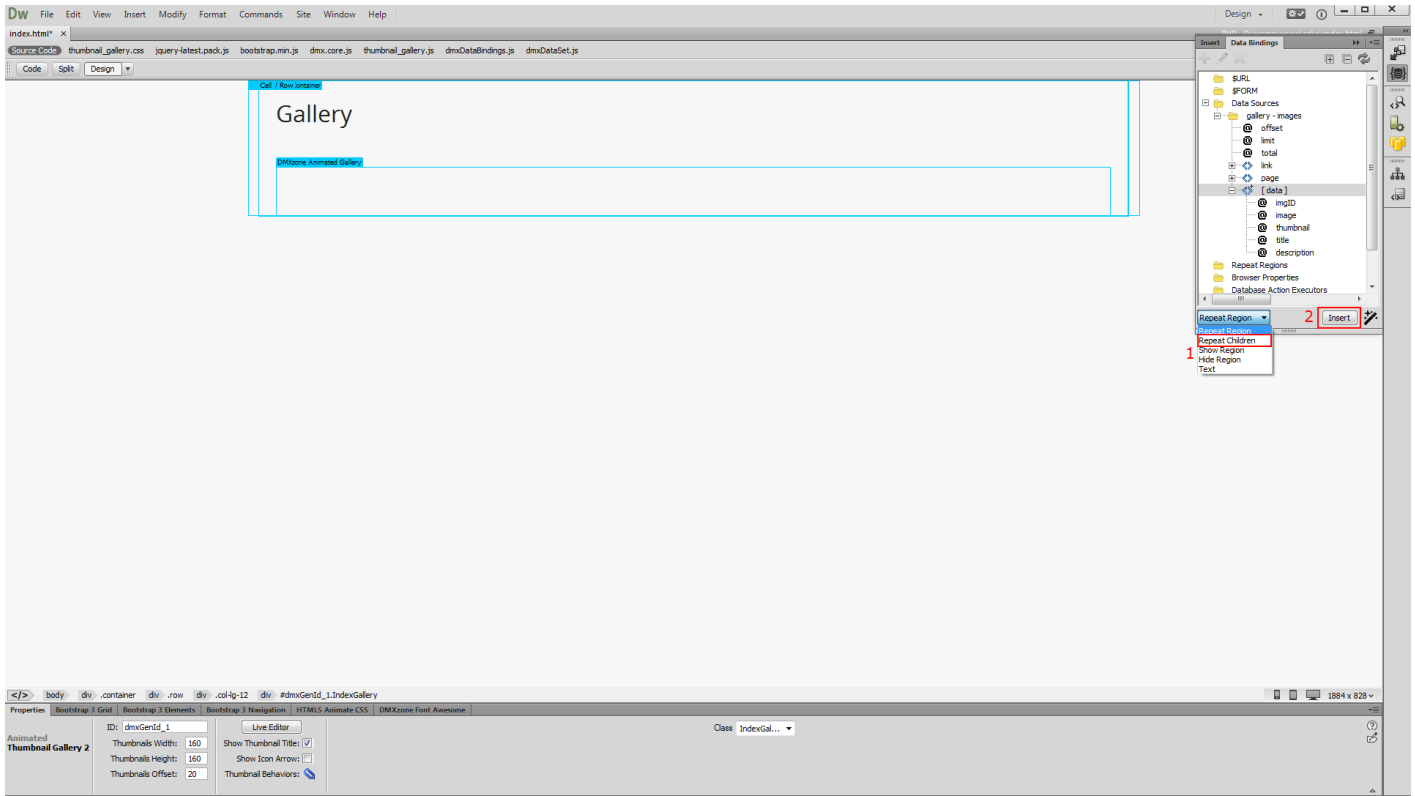 Dw File Edit View Insert Modify Format Commands Site Window Help Design
index.html* x
Source Code thumbnail_gallery.css jquery-latest.pack.js bootstrap.min.js dmx.core.js thumbnail_gallery.js dmxDataBindings.js dmxDataSet.js
Code Split Design
Insert Data Bindings
$URL
$FORM
Data Sources
gallery - images
offset
limit
total
link
page
[ data ]
imgID
image
thumbnail
title
description
Repeat Regions
Browser Properties
Database Action Executors
Repeat Region 2 Insert
Repeat Region
Repeat Children
1 Show Region
Hide Region
Text
Cell / Row
Gallery
DMXzone Animated Gallery
</> body div .container div .row div .col-lg-12 div #dmxGenId_1.IndexGallery 1884 x 828
Properties Bootstrap 3 Grid Bootstrap 3 Elements Bootstrap 3 Navigation HTML5 Animate CSS DMXzone Font Awesome
Animated
Thumbnail Gallery 2
ID: dmxGenId_1 Live Editor Class IndexGal...
Thumbnails Width: 160 Show Thumbnail Title:
Thumbnails Height: 160 Show Icon Arrow:
Thumbnails Offset: 20 Thumbnail Behaviors: